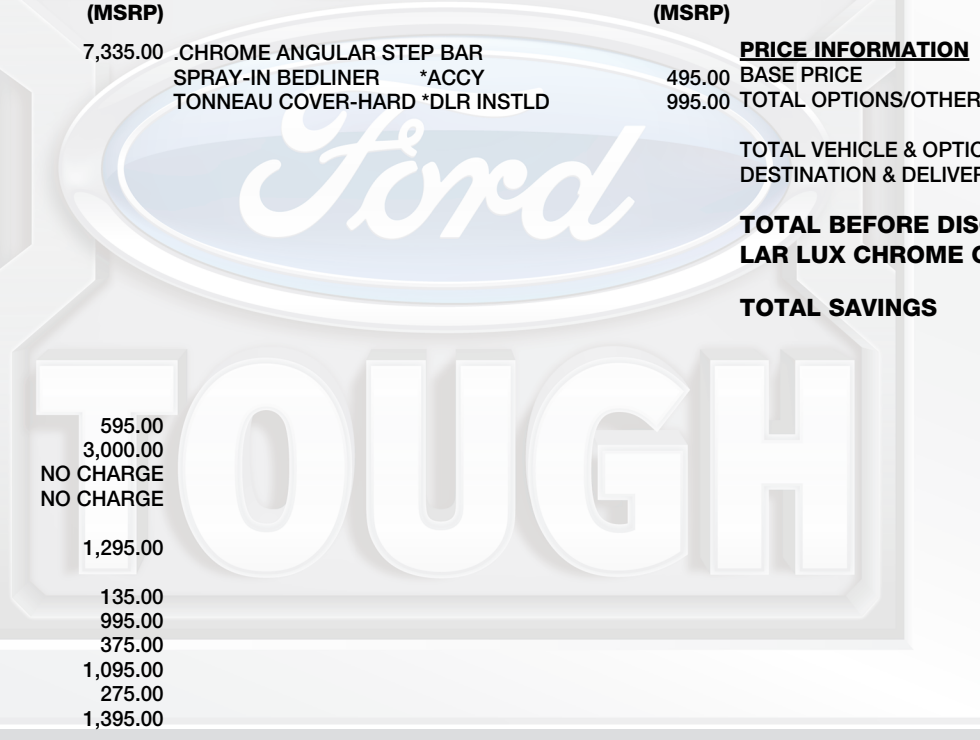 (MSRP) (MSRP)
7,335.00 .CHROME ANGULAR STEP BAR PRICE INFORMATION
SPRAY-IN BEDLINER *ACCY 495.00 BASE PRICE
TONNEAU COVER-HARD *DLR INSTLD 995.00 TOTAL OPTIONS/OTHER
TOTAL VEHICLE & OPTIO
DESTINATION & DELIVER
TOTAL BEFORE DIS
LAR LUX CHROME
TOTAL SAVINGS
Ford
TOUGH
595.00
3,000.00
NO CHARGE
NO CHARGE
1,295.00
135.00
995.00
375.00
1,095.00
275.00
1,395.00